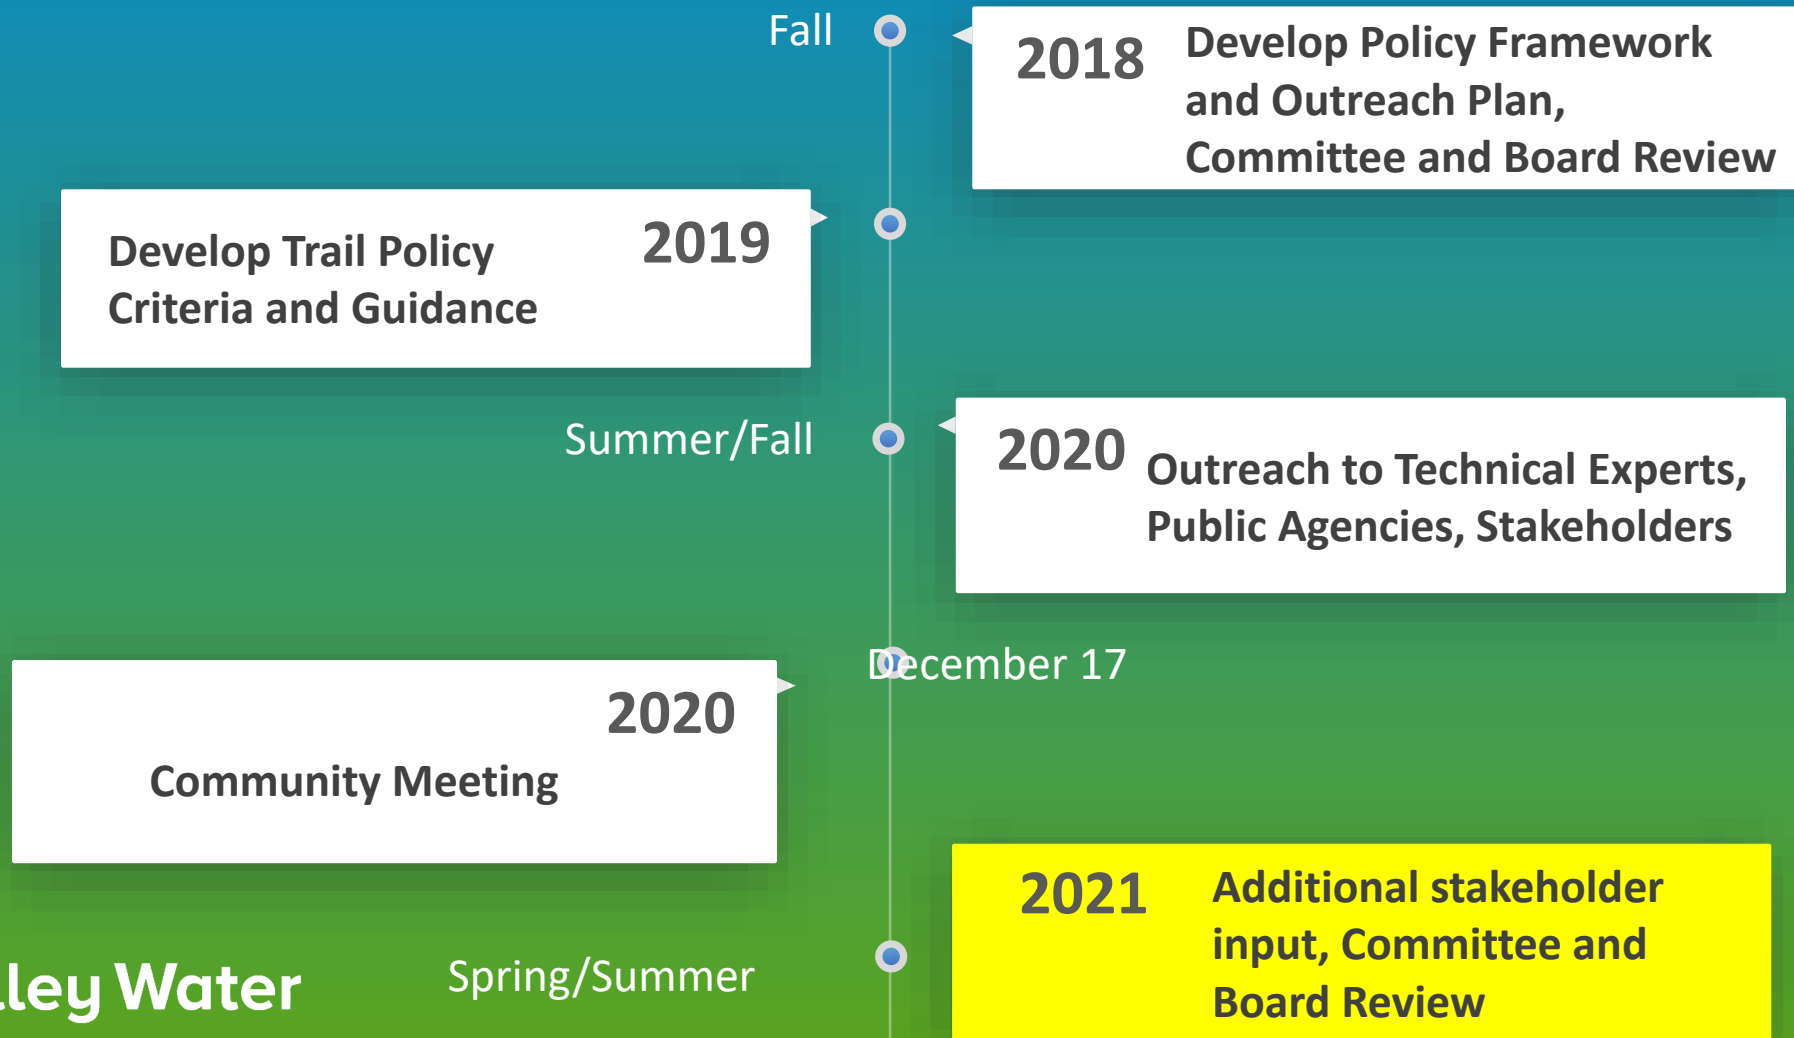 Fall
2018
Develop Policy Framework
and Outreach Plan,
Committee and Board Review
2019
Develop Trail Policy
Criteria and Guidance
Summer/Fall
2020
Outreach to Technical Experts,
Public Agencies, Stakeholders
December 17
2020
Community Meeting
Spring/Summer
2021
Additional stakeholder
input, Committee and
Board Review
lley Water